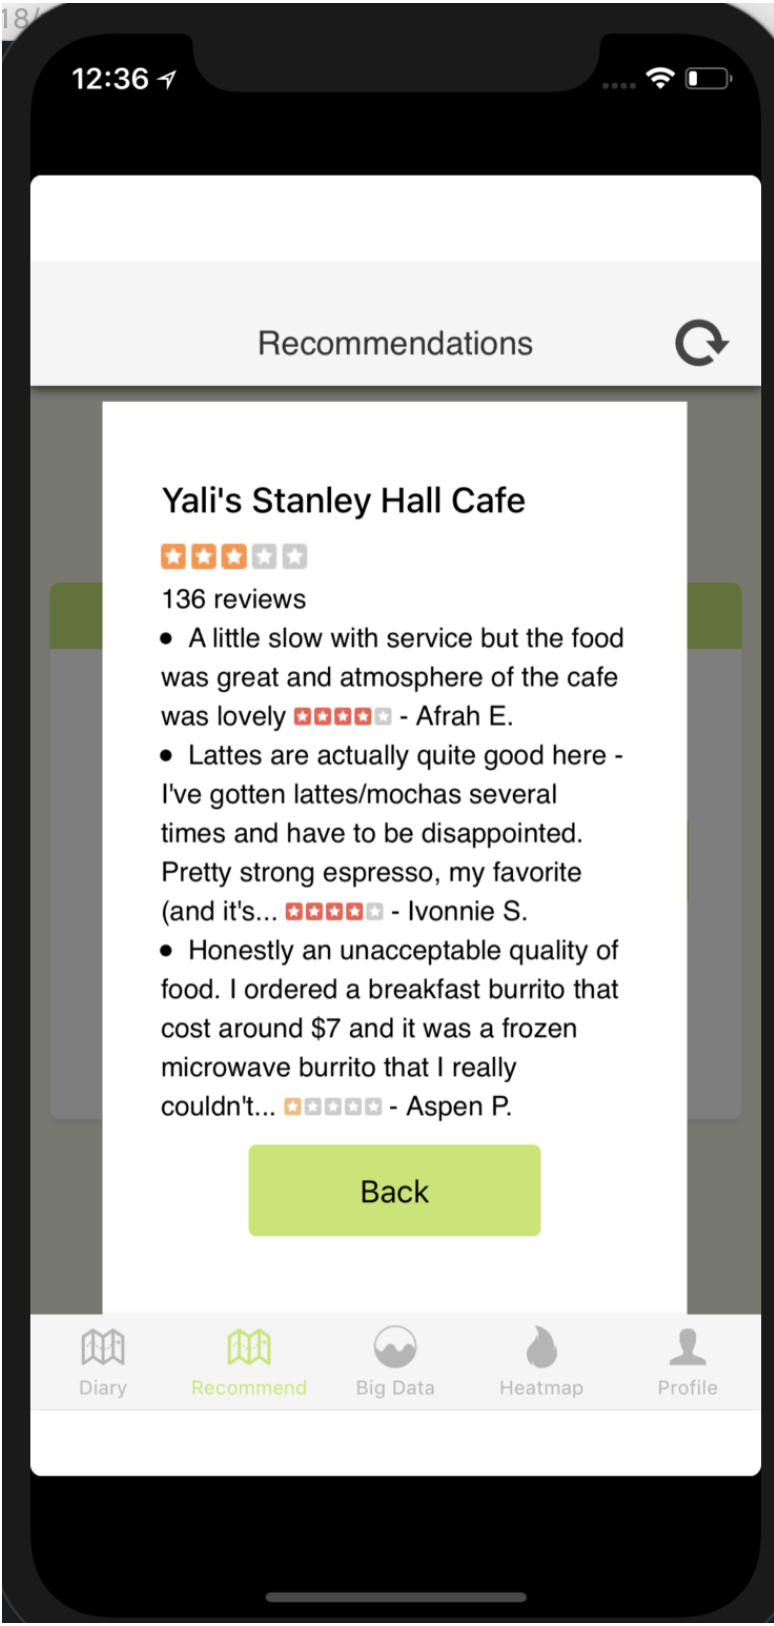 18/
12:36
Recommendations
Yali's Stanley Hall Cafe
136 reviews
• A little slow with service but the food
was great and atmosphere of the cafe
was lovely - Afrah E.
• Lattes are actually quite good here -
I've gotten lattes/mochas several
times and have to be disappointed.
Pretty strong espresso, my favorite
(and it's... - Ivonnie S.
• Honestly an unacceptable quality of
food. I ordered a breakfast burrito that
cost around $7 and it was a frozen
microwave burrito that I really
couldn't... - Aspen P.
Back
Diary Recommend Big Data Heatmap Profile